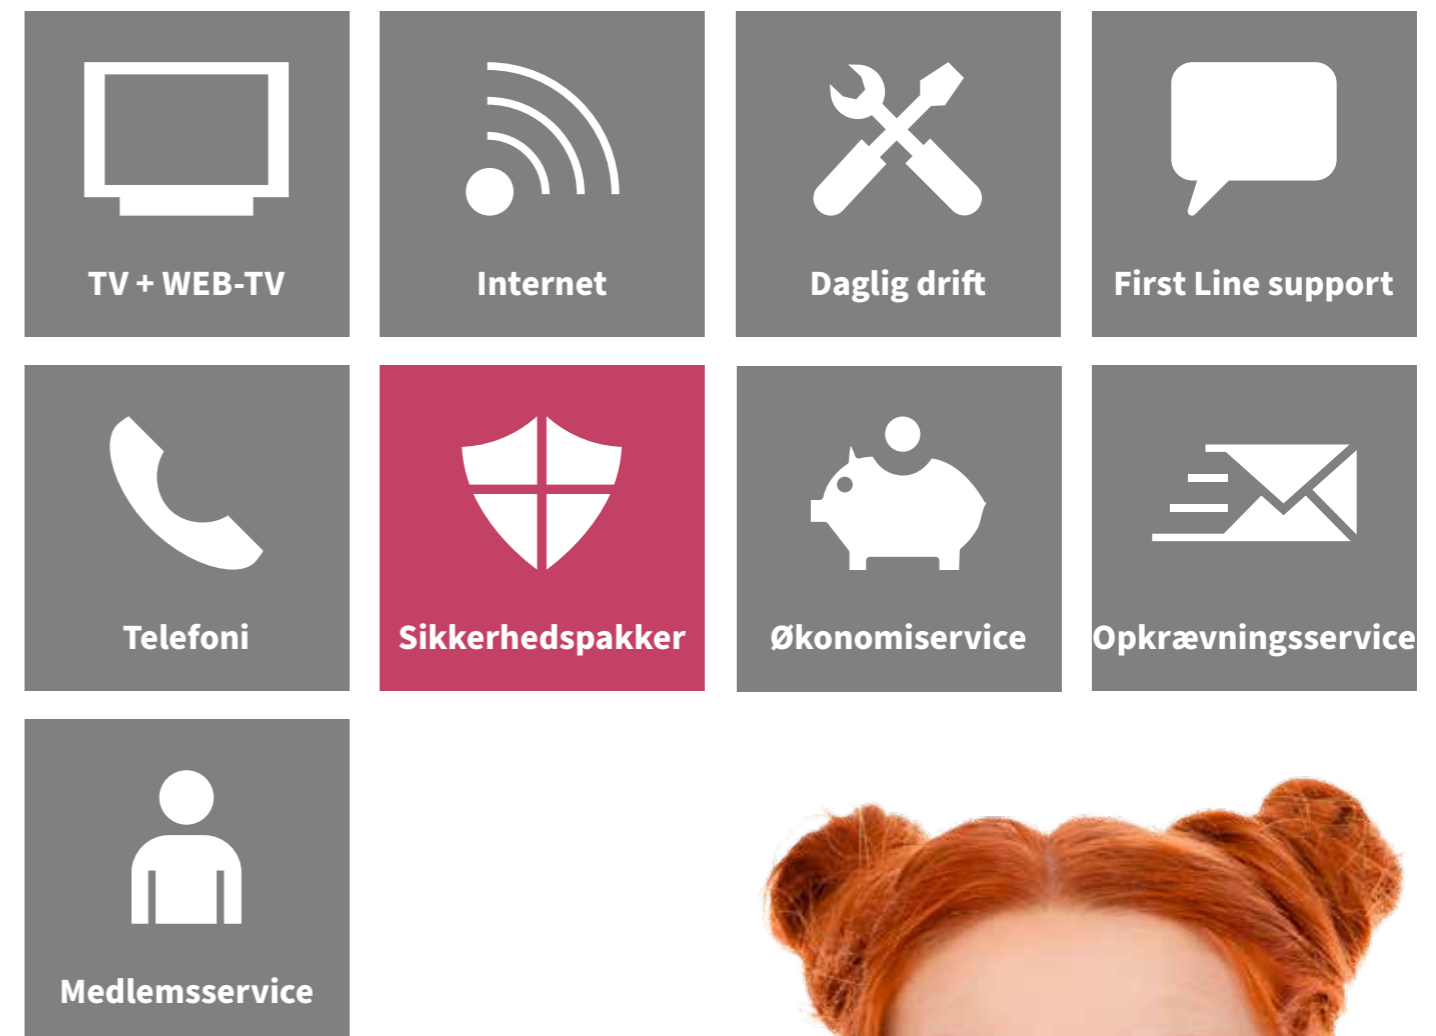 TV + WEB-TV
Internet
Daglig drift
First Line support
Telefoni
Sikkerhedspakker
Økonomiservice
Opkrævningsservice
Medlemsservice